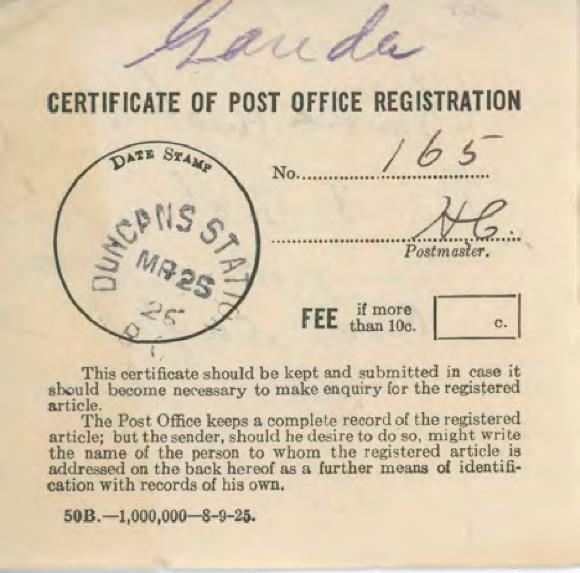 CERTIFICATE OF POST OFFICE REGISTRATION
DATE STAMP
DUNCANS STATIO
MR 25
26
No. 165
H.C.
Postmaster.
FEE if more than 10c. c.
This certificate should be kept and submitted in case it
should become necessary to make enquiry for the registered
article.
The Post Office keeps a complete record of the registered
article; but the sender, should he desire to do so, might write
the name of the person to whom the registered article is
addressed on the back hereof as a further means of identifi-
cation with records of his own.
50B.—1,000,000—8-9-25.